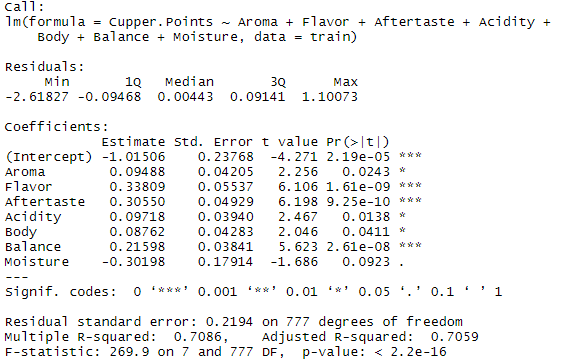 Call:
lm(formula = Cupper.Points ~ Aroma + Flavor + Aftertaste + Acidity +
    Body + Balance + Moisture, data = train)

Residuals:
     Min       1Q   Median       3Q      Max
-2.61827 -0.09468  0.00443  0.09141  1.10073

Coefficients:
            Estimate Std. Error t value Pr(>|t|)
(Intercept) -1.01506    0.23768  -4.271 2.19e-05 ***
Aroma        0.09488    0.04205   2.256   0.0243 *
Flavor       0.33809    0.05537   6.106 1.61e-09 ***
Aftertaste   0.30550    0.04929   6.198 9.25e-10 ***
Acidity      0.09718    0.03940   2.467   0.0138 *
Body         0.08762    0.04283   2.046   0.0411 *
Balance      0.21598    0.03841   5.623 2.61e-08 ***
Moisture    -0.30198    0.17914  -1.686   0.0923 .
---
Signif. codes:  0 ‘***’ 0.001 ‘**’ 0.01 ‘*’ 0.05 ‘.’ 0.1 ‘ ’ 1

Residual standard error: 0.2194 on 777 degrees of freedom
Multiple R-squared:  0.7086,	Adjusted R-squared:  0.7059
F-statistic: 269.9 on 7 and 777 DF,  p-value: < 2.2e-16